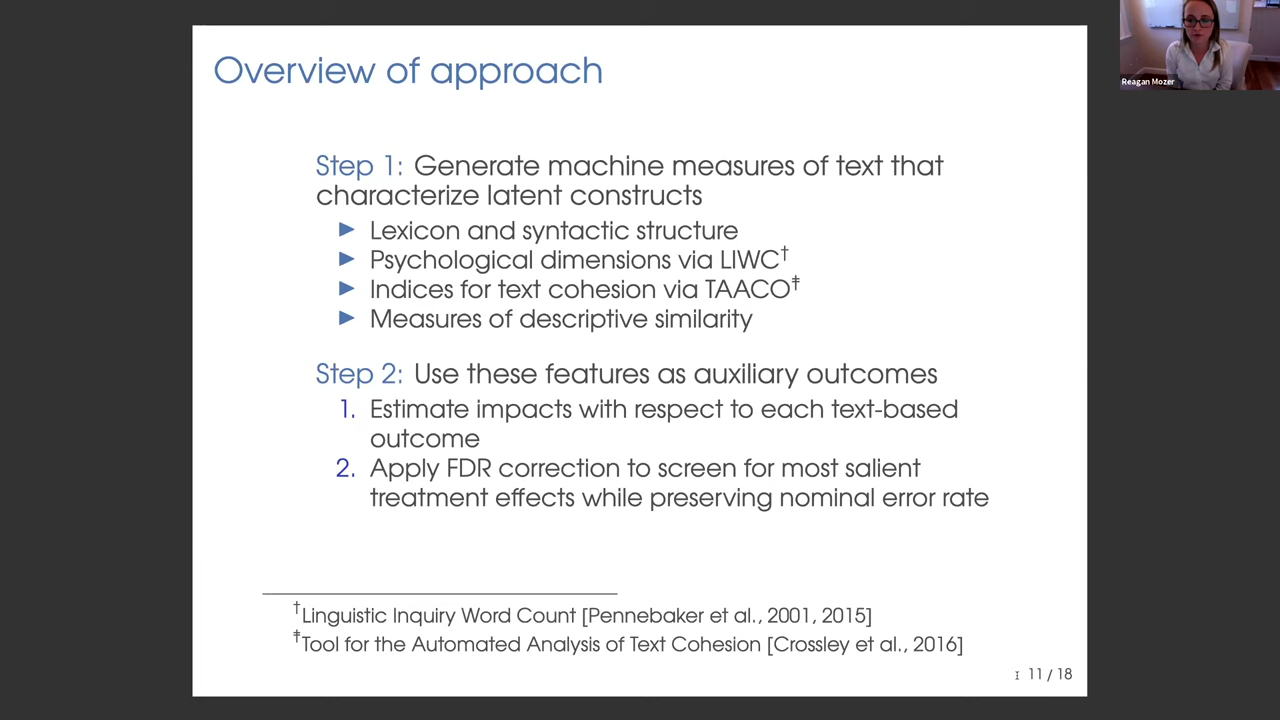 Overview of approach
Reagan Mozer
Step 1: Generate machine measures of text that
characterize latent constructs
▶ Lexicon and syntactic structure
▶ Psychological dimensions via LIWC†
▶ Indices for text cohesion via TAACO‡
▶ Measures of descriptive similarity
Step 2: Use these features as auxiliary outcomes
1. Estimate impacts with respect to each text-based
outcome
2. Apply FDR correction to screen for most salient
treatment effects while preserving nominal error rate
†Linguistic Inquiry Word Count [Pennebaker et al., 2001, 2015]
‡Tool for the Automated Analysis of Text Cohesion [Crossley et al., 2016]
11 / 18